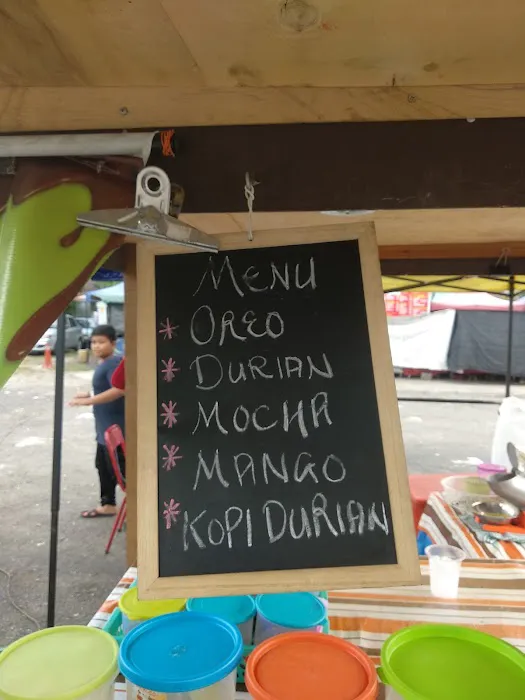 MENU
* OREO
* DURIAN
* MOCHA
* MANGO
* KOPI DURIAN